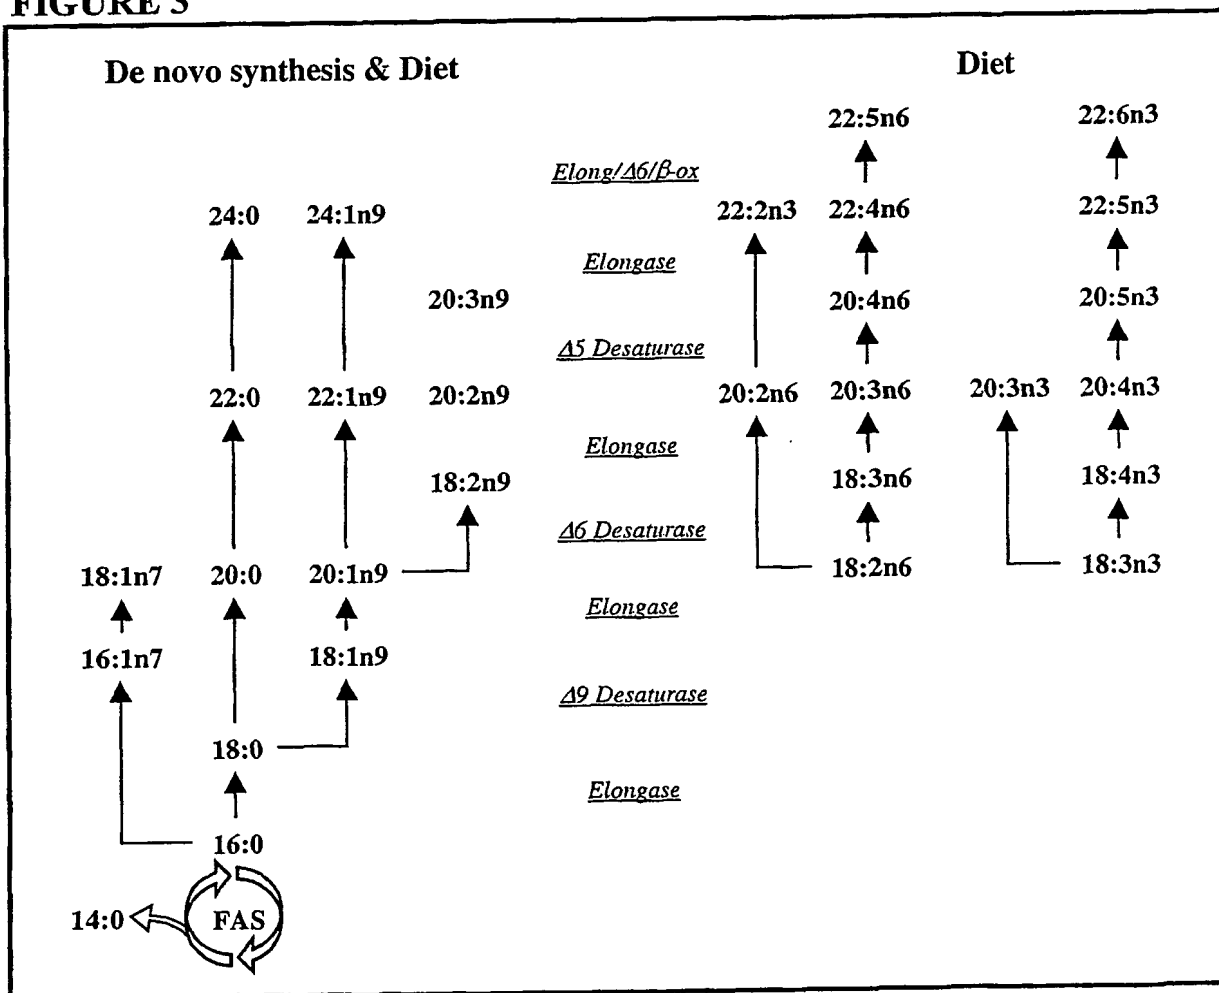 FIGURE 3
De novo synthesis & Diet
Diet
22:5n6 22:6n3
Elong/Δ6/β-ox
24:0 24:1n9 22:2n3 22:4n6 22:5n3
Elongase
20:3n9 20:4n6 20:5n3
Δ5 Desaturase
22:0 22:1n9 20:2n9 20:2n6 20:3n6 20:3n3 20:4n3
Elongase
18:2n9 18:3n6 18:4n3
Δ6 Desaturase
18:1n7 20:0 20:1n9 18:2n6 18:3n3
Elongase
16:1n7 18:1n9
Δ9 Desaturase
18:0
Elongase
16:0
14:0 FAS